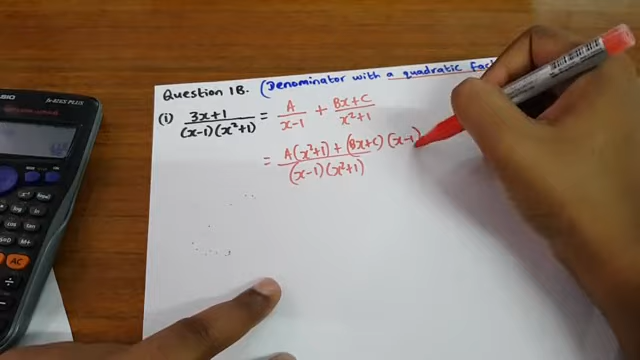 Question 1B. (Denominator with a quadratic
(i) 3x+1 / (x-1)(x²+1) = A / x-1 + Bx+C / x²+1
= A(x²+1) + (Bx+C)(x-1) / (x-1)(x²+1)
AC